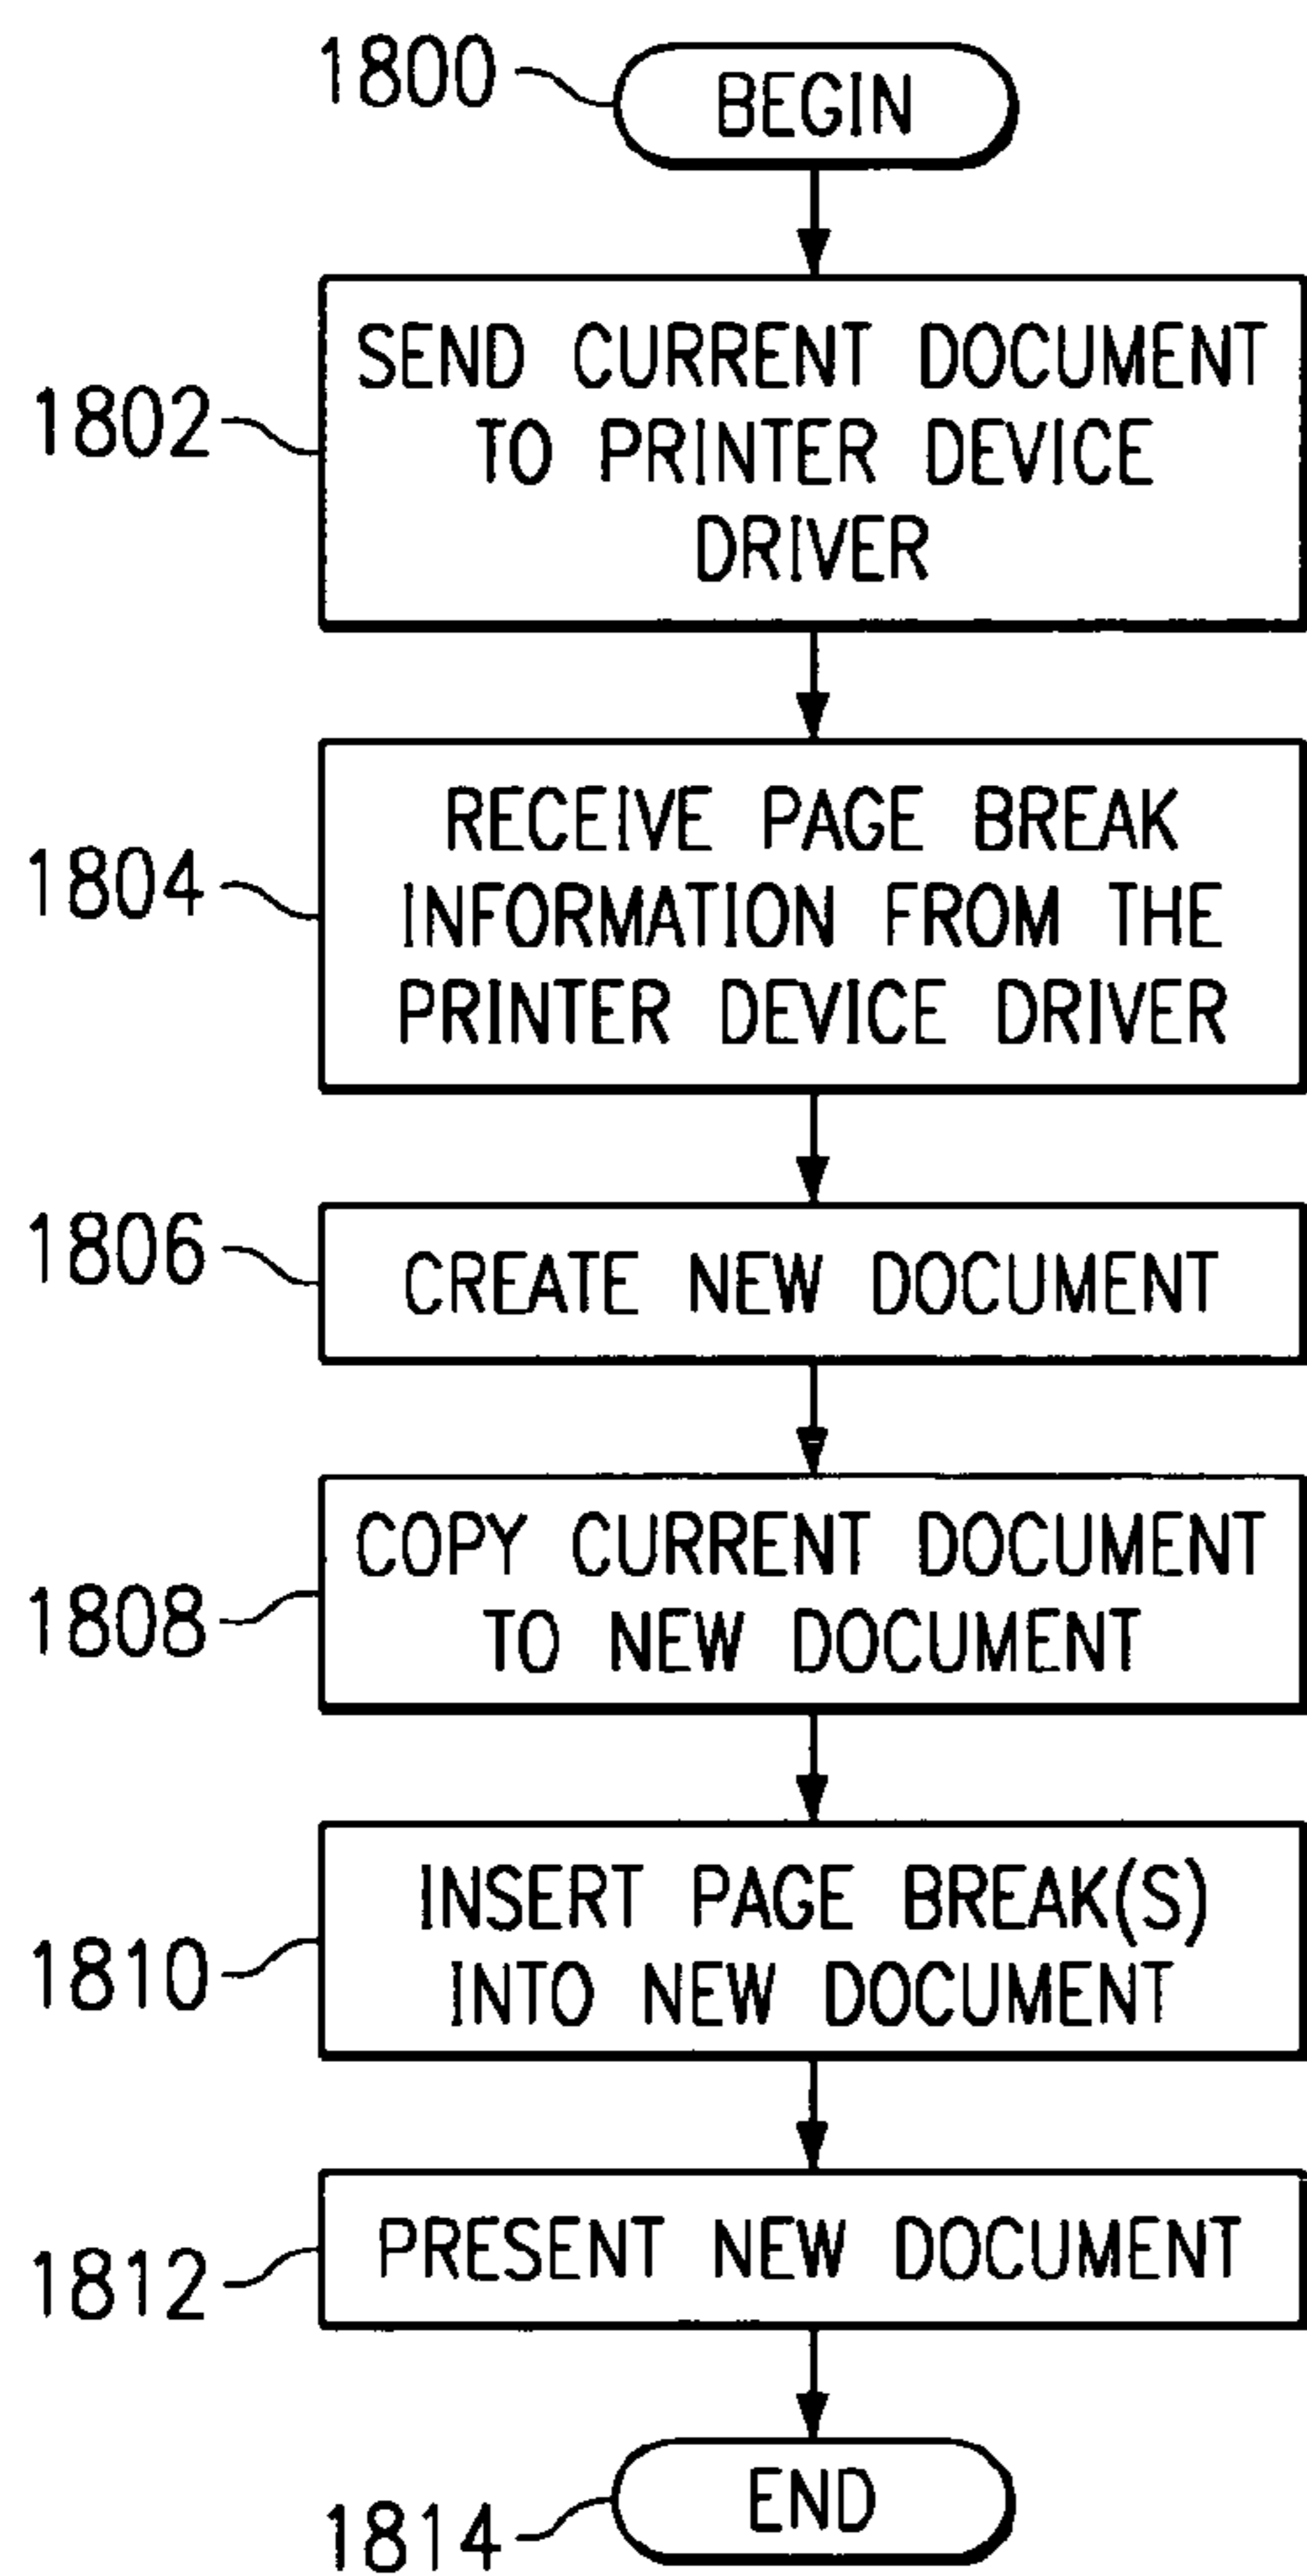 1800
BEGIN
1802
SEND CURRENT DOCUMENT
TO PRINTER DEVICE
DRIVER
1804
RECEIVE PAGE BREAK
INFORMATION FROM THE
PRINTER DEVICE DRIVER
1806
CREATE NEW DOCUMENT
1808
COPY CURRENT DOCUMENT
TO NEW DOCUMENT
1810
INSERT PAGE BREAK(S)
INTO NEW DOCUMENT
1812
PRESENT NEW DOCUMENT
END
1814